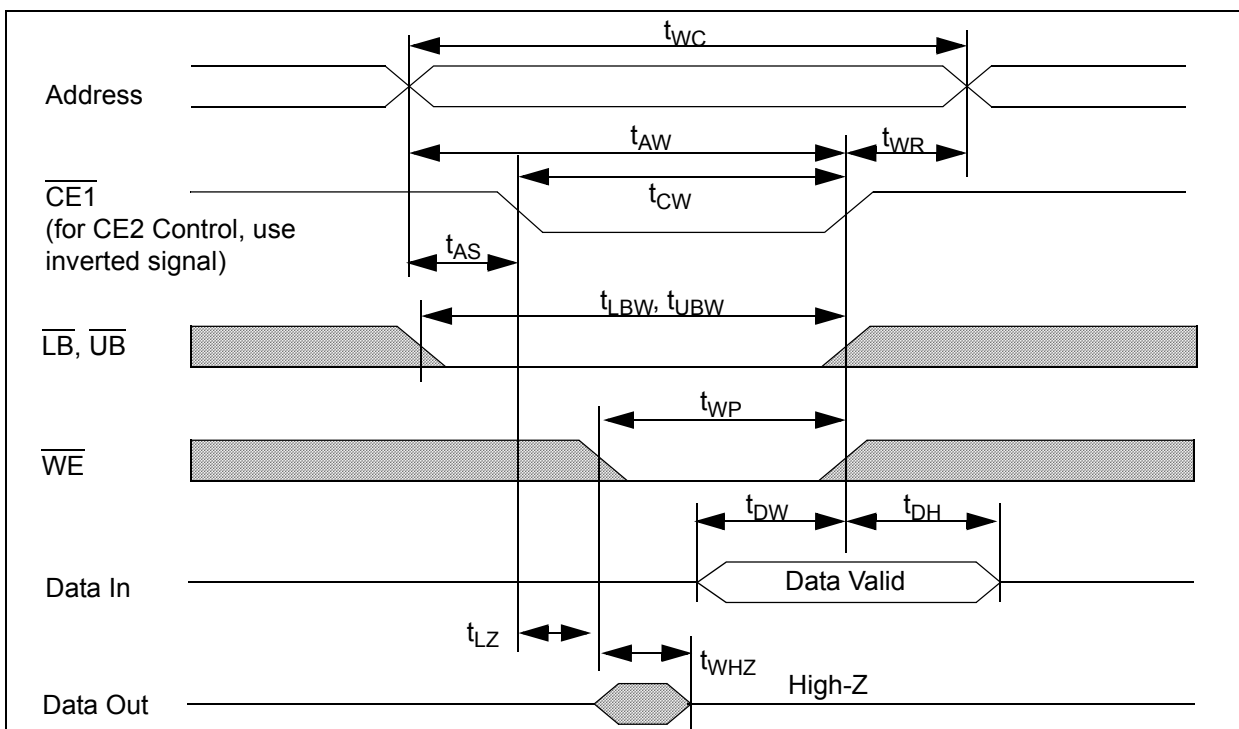 tWC
Address
tAW
tWR
CE1
tCW
(for CE2 Control, use
inverted signal)
tAS
tLBW, tUBW
LB, UB
tWP
WE
tDW
tDH
Data In
Data Valid
tLZ
tWHZ
High-Z
Data Out